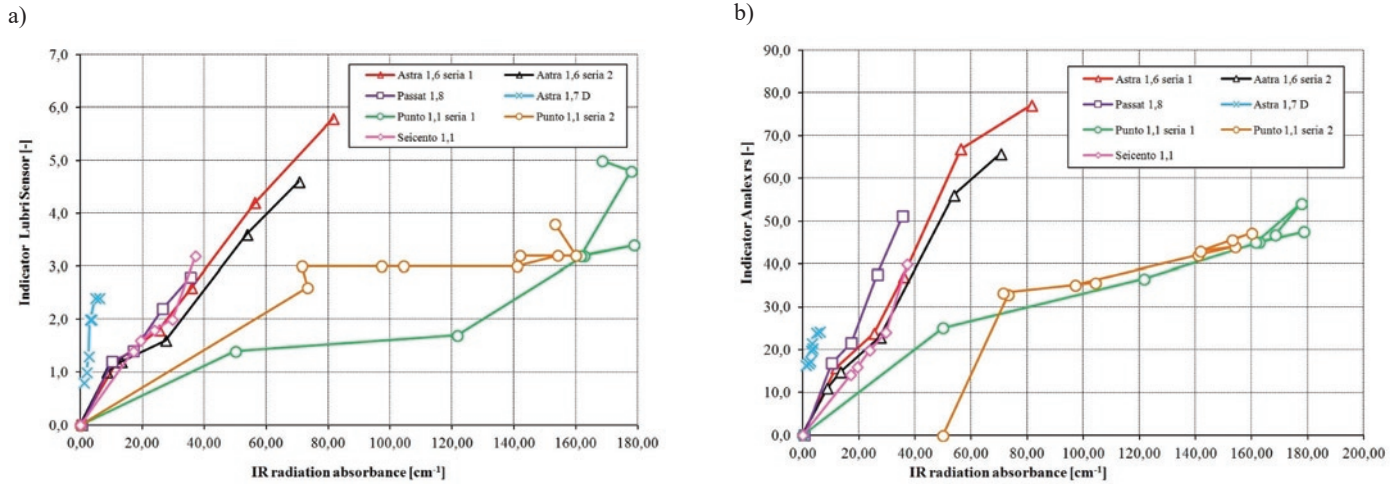 a)
7,0
6,0
5,0
4,0
3,0
2,0
1,0
0,0
Indicator Lubri Sensor [-]
Astra 1,6 seria 1
Aatra 1,6 seria 2
Passat 1,8
Astra 1,7 D
Punto 1,1 seria 1
Punto 1,1 seria 2
Seicento 1,1
0,00 20,00 40,00 60,00 80,00 100,00 120,00 140,00 160,00 180,00
IR radiation absorbance [cm⁻¹]
b)
90,0
80,0
70,0
60,0
50,0
40,0
30,0
20,0
10,0
0,0
Indicator Analex rs [-]
Astra 1,6 seria 1
Aatra 1,6 seria 2
Passat 1,8
Astra 1,7 D
Punto 1,1 seria 1
Punto 1,1 seria 2
Seicento 1,1
0,00 20,00 40,00 60,00 80,00 100,00 120,00 140,00 160,00 180,00 200,00
IR radiation absorbance [cm⁻¹]